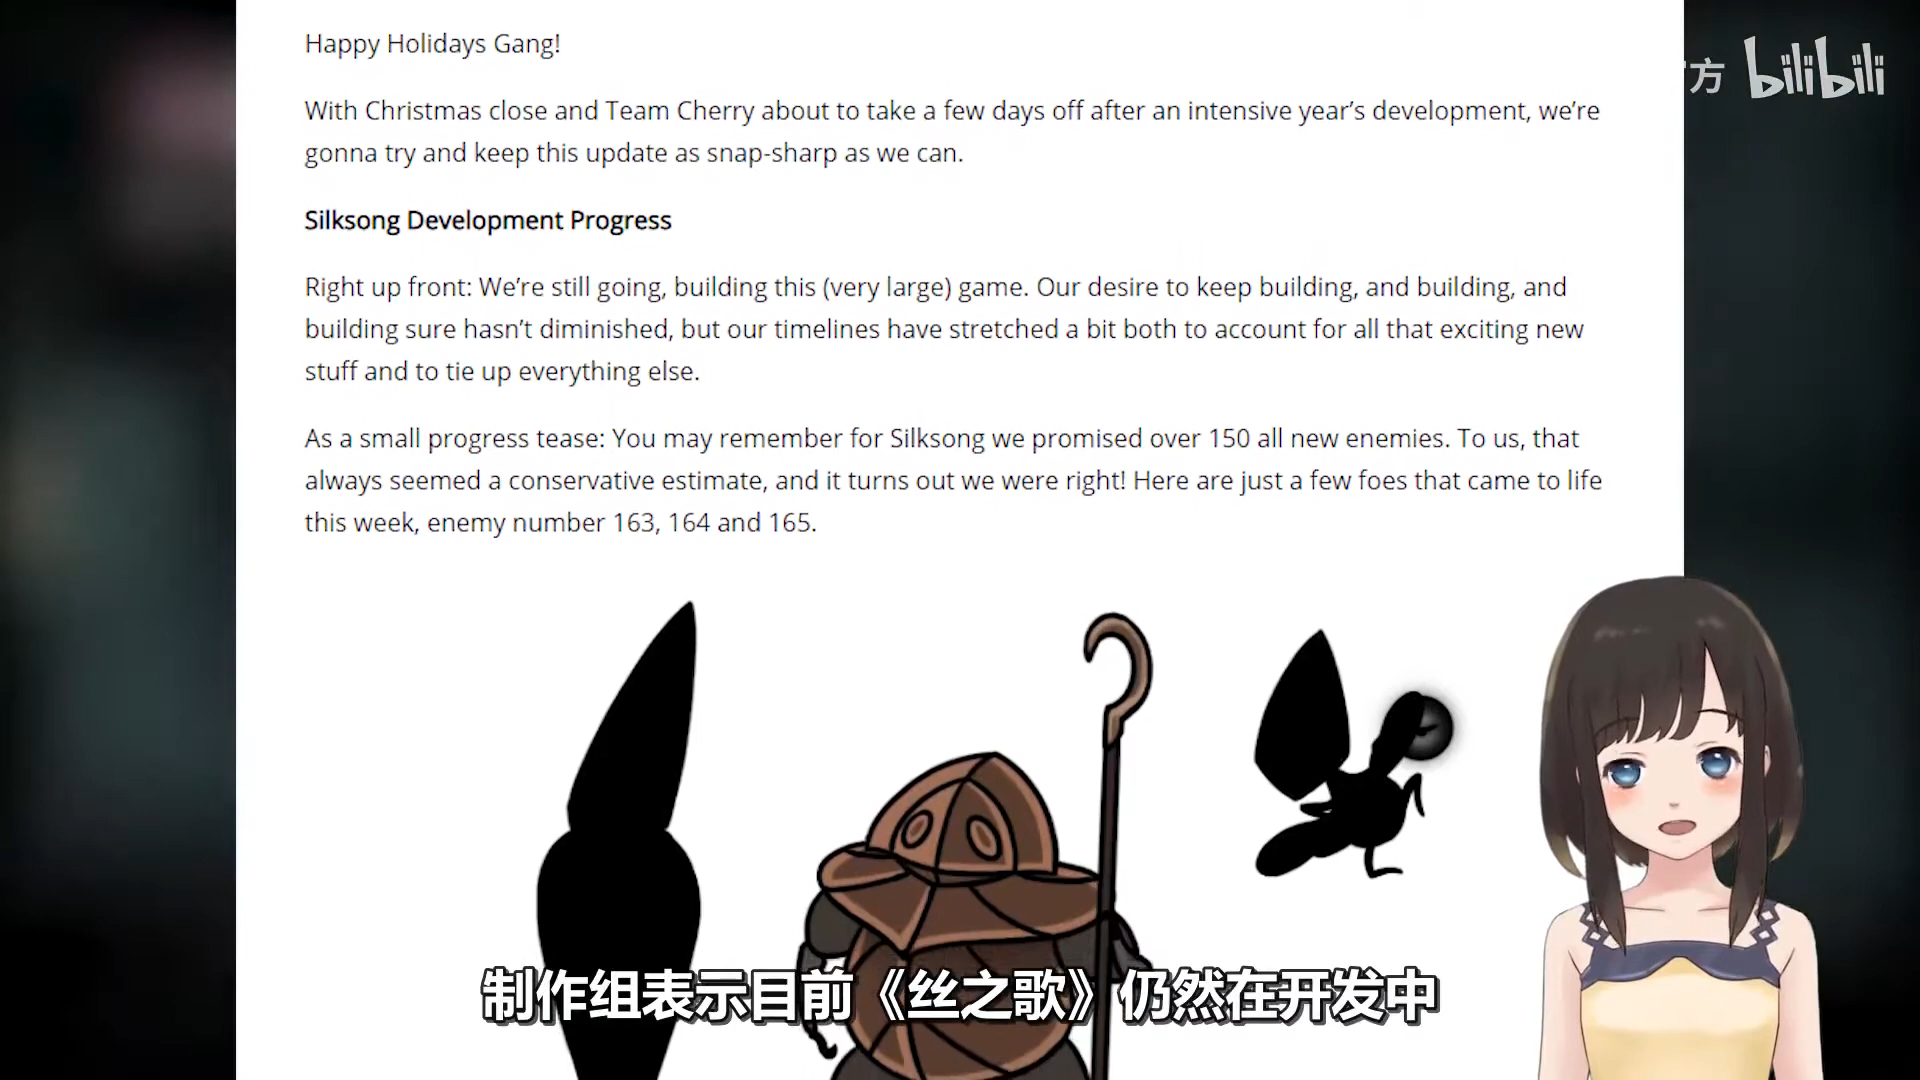 Happy Holidays Gang!
With Christmas close and Team Cherry about to take a few days off after an intensive year’s development, we’re
gonna try and keep this update as snap-sharp as we can.
Silksong Development Progress
Right up front: We’re still going, building this (very large) game. Our desire to keep building, and building, and
building sure hasn’t diminished, but our timelines have stretched a bit both to account for all that exciting new
stuff and to tie up everything else.
As a small progress tease: You may remember for Silksong we promised over 150 all new enemies. To us, that
always seemed a conservative estimate, and it turns out we were right! Here are just a few foes that came to life
this week, enemy number 163, 164 and 165.
方 bilibili
制作组表示目前《丝之歌》仍然在开发中